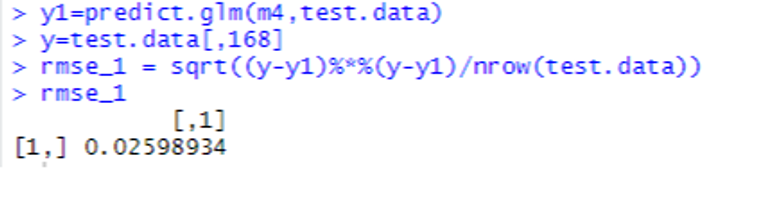 > y1=predict.glm(m4,test.data)
> y=test.data[,168]
> rmse_1 = sqrt((y-y1)%*%(y-y1)/nrow(test.data))
> rmse_1
[,1]
[1,] 0.02598934